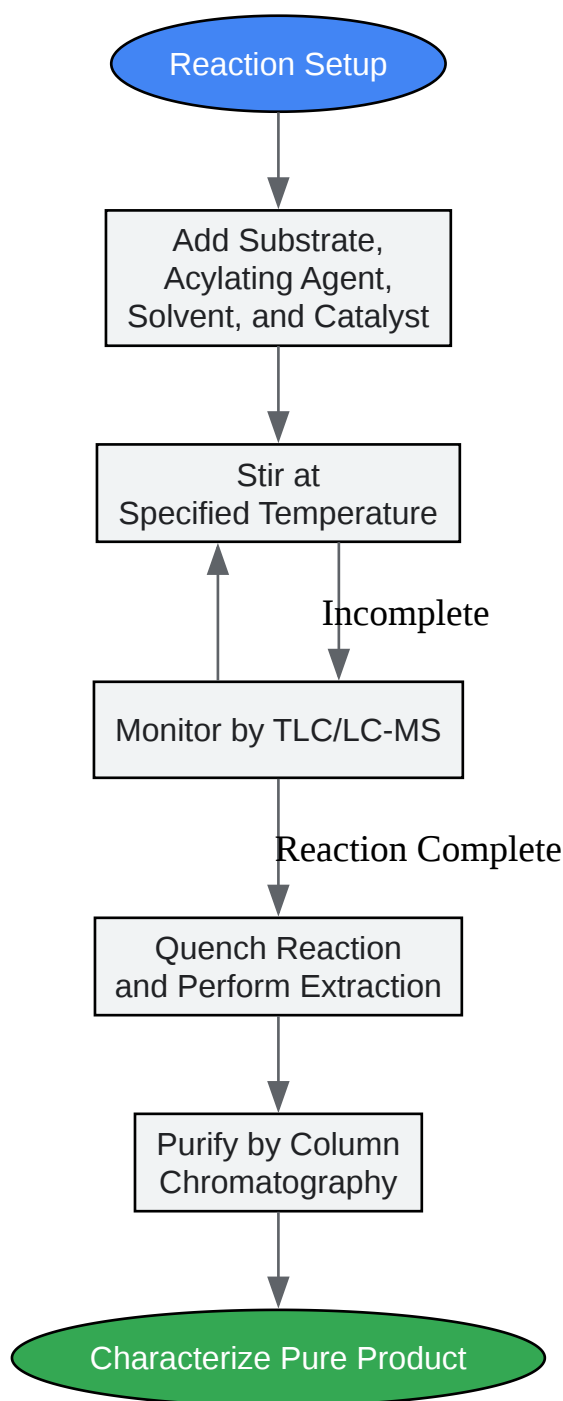 Reaction Setup
Add Substrate,
Acylating Agent,
Solvent, and Catalyst
Stir at
Specified Temperature
Incomplete
Monitor by TLC/LC-MS
Reaction Complete
Quench Reaction
and Perform Extraction
Purify by Column
Chromatography
Characterize Pure Product